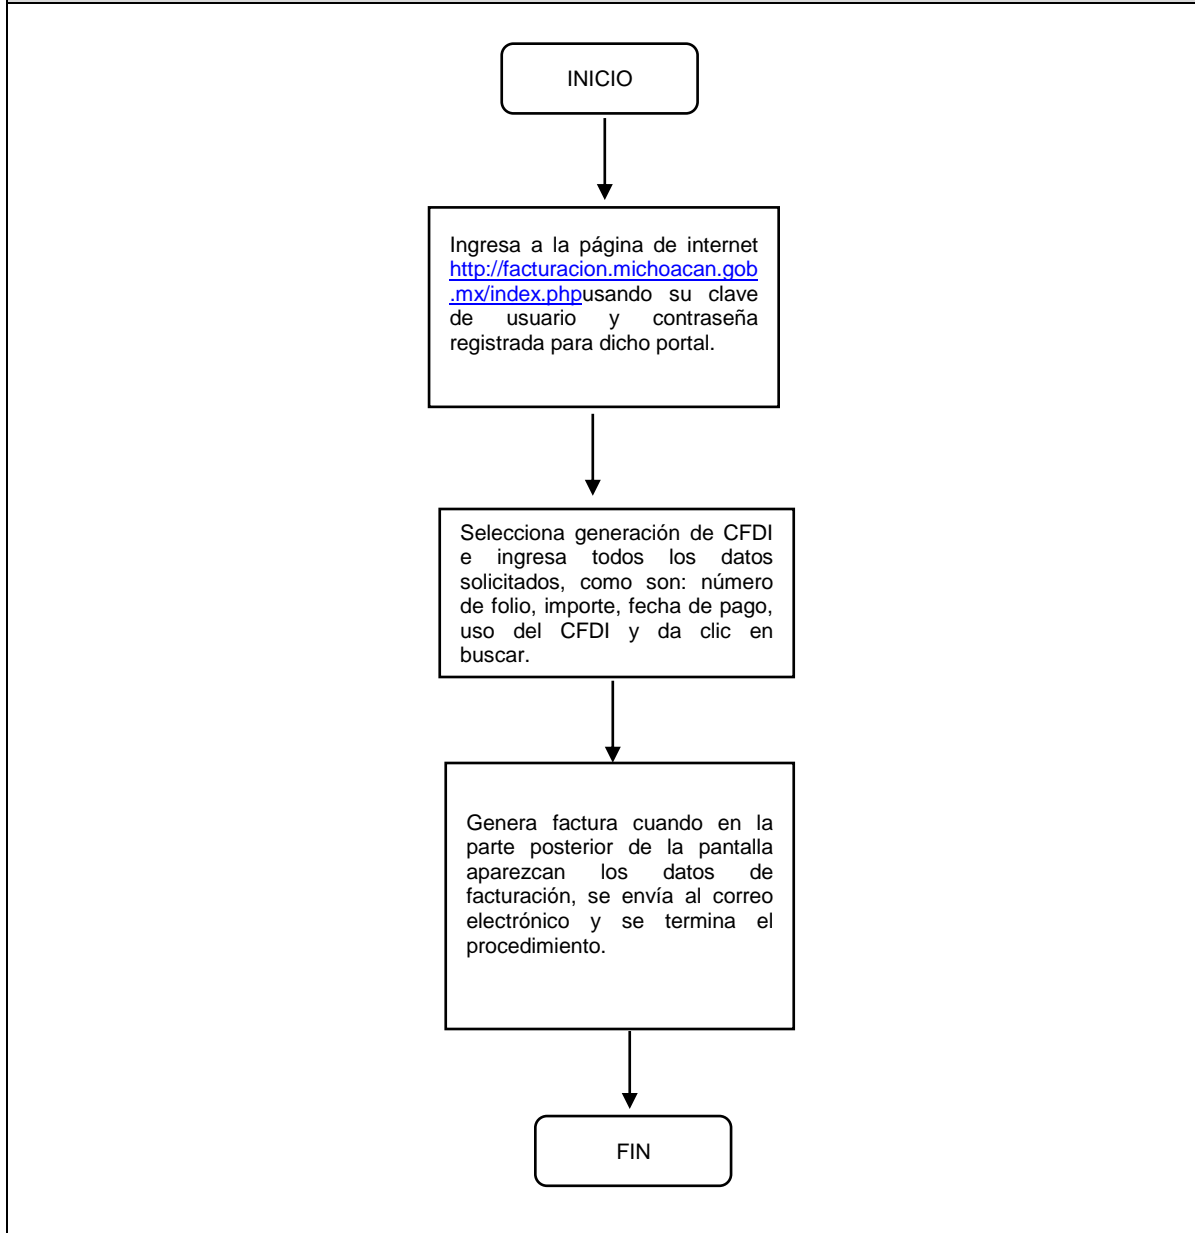 INICIO
Ingresa a la página de internet
http://facturacion.michoacan.gob
.mx/index.phpusando su clave
de usuario y contraseña
registrada para dicho portal.
Selecciona generación de CFDI
e ingresa todos los datos
solicitados, como son: número
de folio, importe, fecha de pago,
uso del CFDI y da clic en
buscar.
Genera factura cuando en la
parte posterior de la pantalla
aparezcan los datos de
facturación, se envía al correo
electrónico y se termina el
procedimiento.
FIN